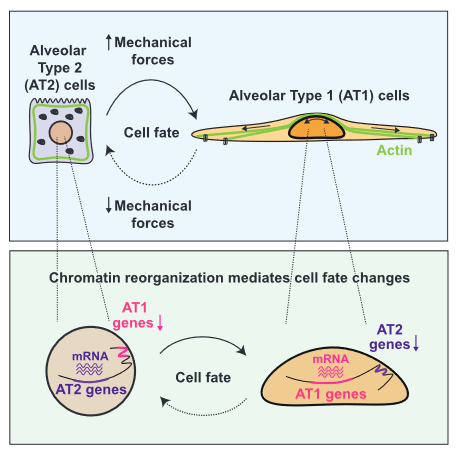 Alveolar
Type 2
(AT2) cells
↑ Mechanical
forces
Alveolar Type 1 (AT1) cells
Cell fate
Actin
↓ Mechanical
forces
Chromatin reorganization mediates cell fate changes
AT1
genes ↓
mRNA
AT2 genes
Cell fate
AT2
genes ↓
mRNA
AT1 genes